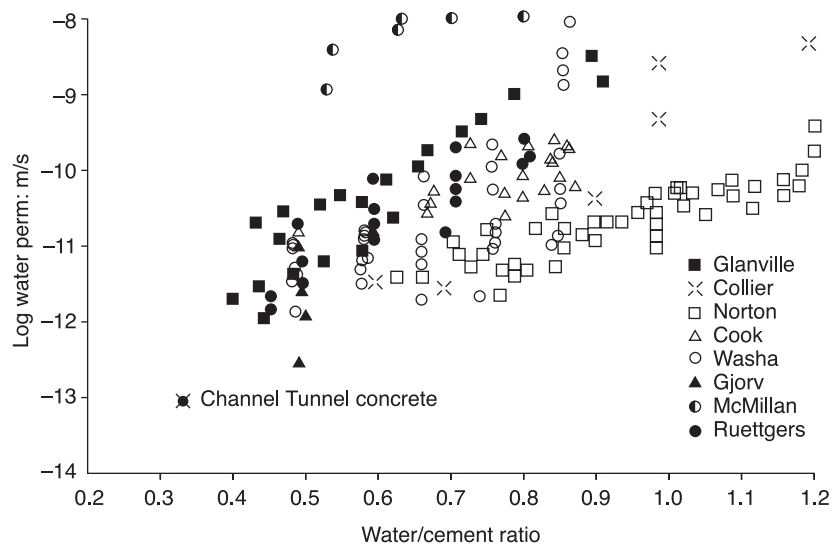 −8
−9
−10
−11
−12
−13
−14
Log water perm: m/s
0.2
0.3
0.4
0.5
0.6
0.7
0.8
0.9
1.0
1.1
1.2
Water/cement ratio
Channel Tunnel concrete
Glanville
Collier
Norton
Cook
Washa
Gjorv
McMillan
Ruettgers